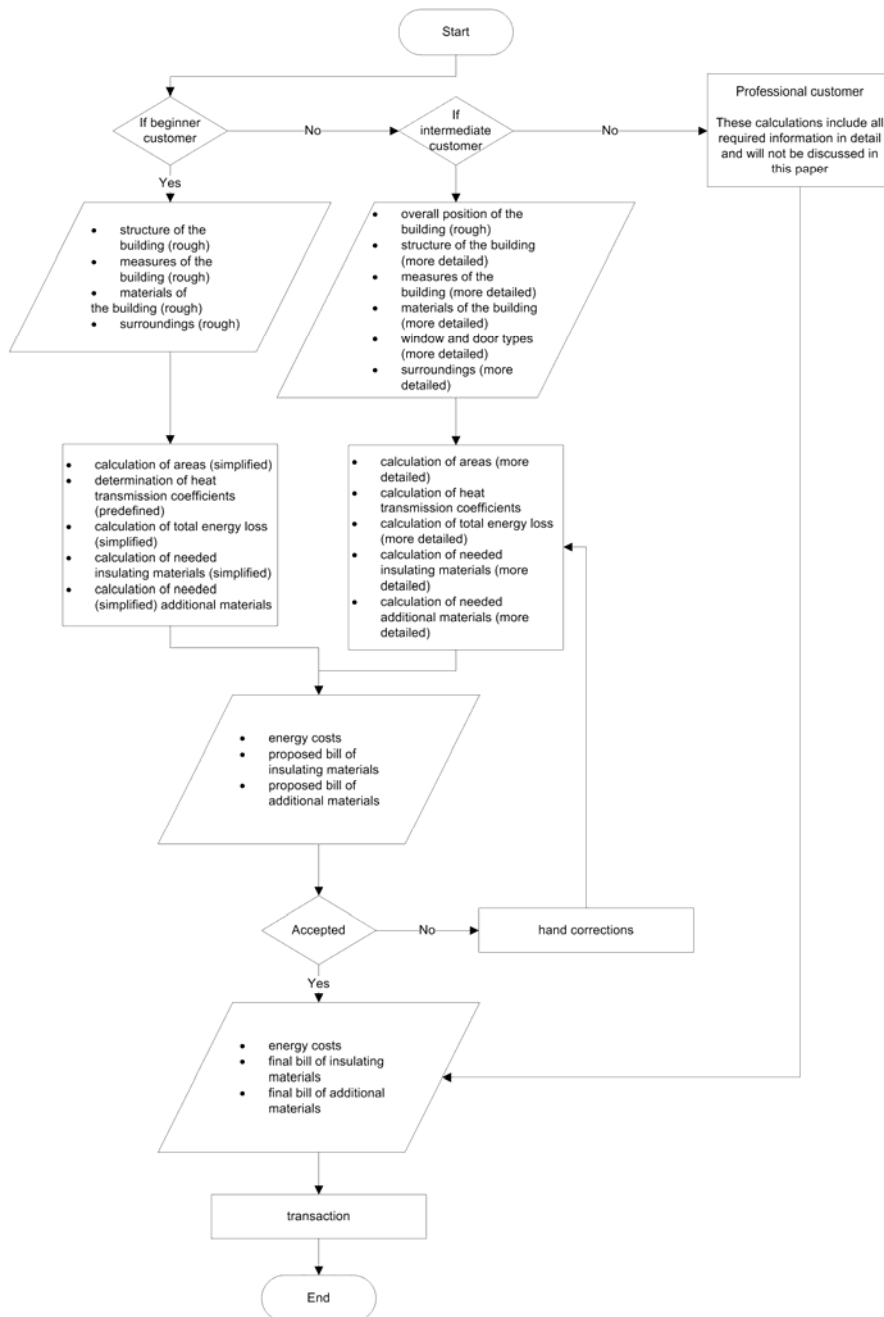 Start
If beginner
customer
No
If
intermediate
customer
No
Professional customer
These calculations include all
required information in detail
and will not be discussed in
this paper
Yes
Yes
• structure of the
building (rough)
• measures of the
building (rough)
• materials of
the building (rough)
• surroundings (rough)
• overall position of the
building (rough)
• structure of the building
(more detailed)
• measures of the
building (more detailed)
• materials of the building
(more detailed)
• window and door types
(more detailed)
• surroundings (more
detailed)
• calculation of areas (simplified)
• determination of heat
transmission coefficients
(predefined)
• calculation of total energy loss
(simplified)
• calculation of needed
insulating materials (simplified)
• calculation of needed
(simplified) additional materials
• calculation of areas (more
detailed)
• calculation of heat
transmission coefficients
• calculation of total energy loss
(more detailed)
• calculation of needed
insulating materials (more
detailed)
• calculation of needed
additional materials (more
detailed)
• energy costs
• proposed bill of
insulating materials
• proposed bill of
additional materials
Accepted
No
hand corrections
Yes
• energy costs
• final bill of insulating
materials
• final bill of additional
materials
transaction
End